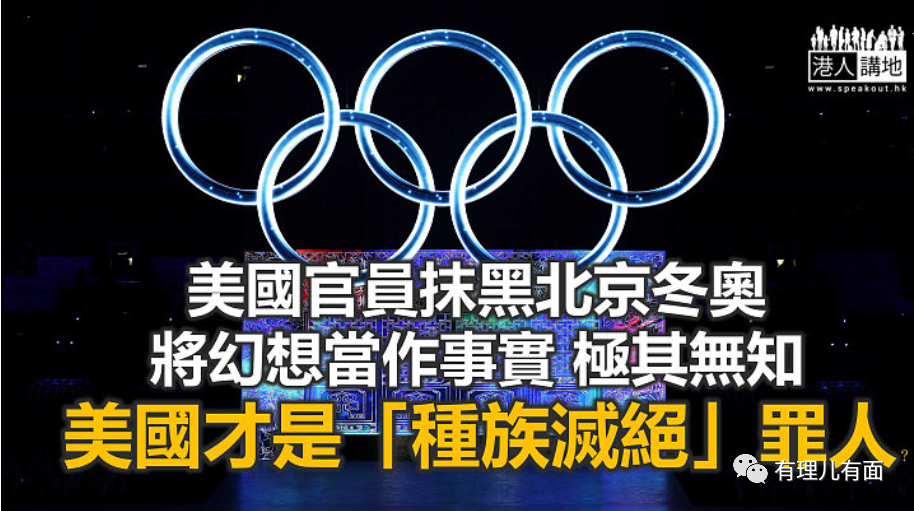 港人講地
www.speakout.hk
美國官員抹黑北京冬奧
將幻想當作事實 極其無知
美國才是「種族滅絕」罪人?
有理儿有面